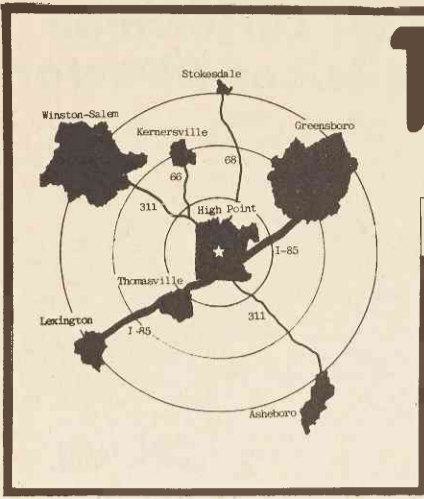 Stokesdale
Winston-Salem
Kernersville
Greensboro
68
66
311
High Point
I-85
Thomasville
Lexington
I-85
311
Asheboro